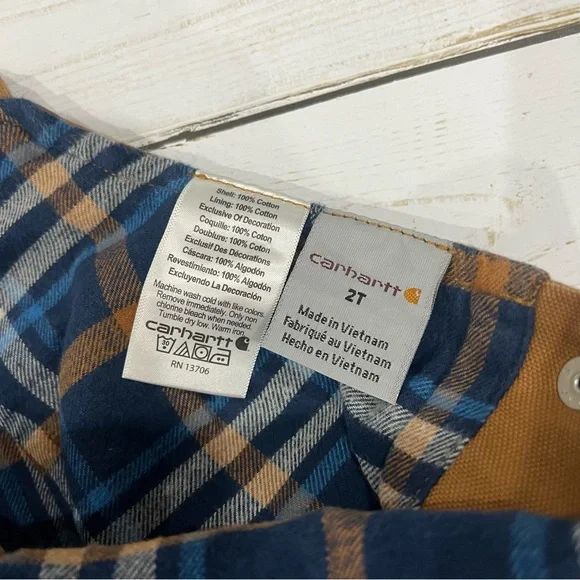 Shell: 100% Cotton
Lining: 100% Cotton
Exclusive Of Decoration
Coquille: 100% Coton
Doublure: 100% Coton
Exclusif Des Décorations
Cáscara: 100% Algodón
Revestimiento: 100% Algodón
Excluyendo La Decoración
Machine wash cold with like colors.
Remove immediately. Only non
chlorine bleach when needed.
Tumble dry low. Warm iron.
carhartt
30
RN 13706
carhartt
2T
Made in Vietnam
Fabriqué au Vietnam
Hecho en Vietnam